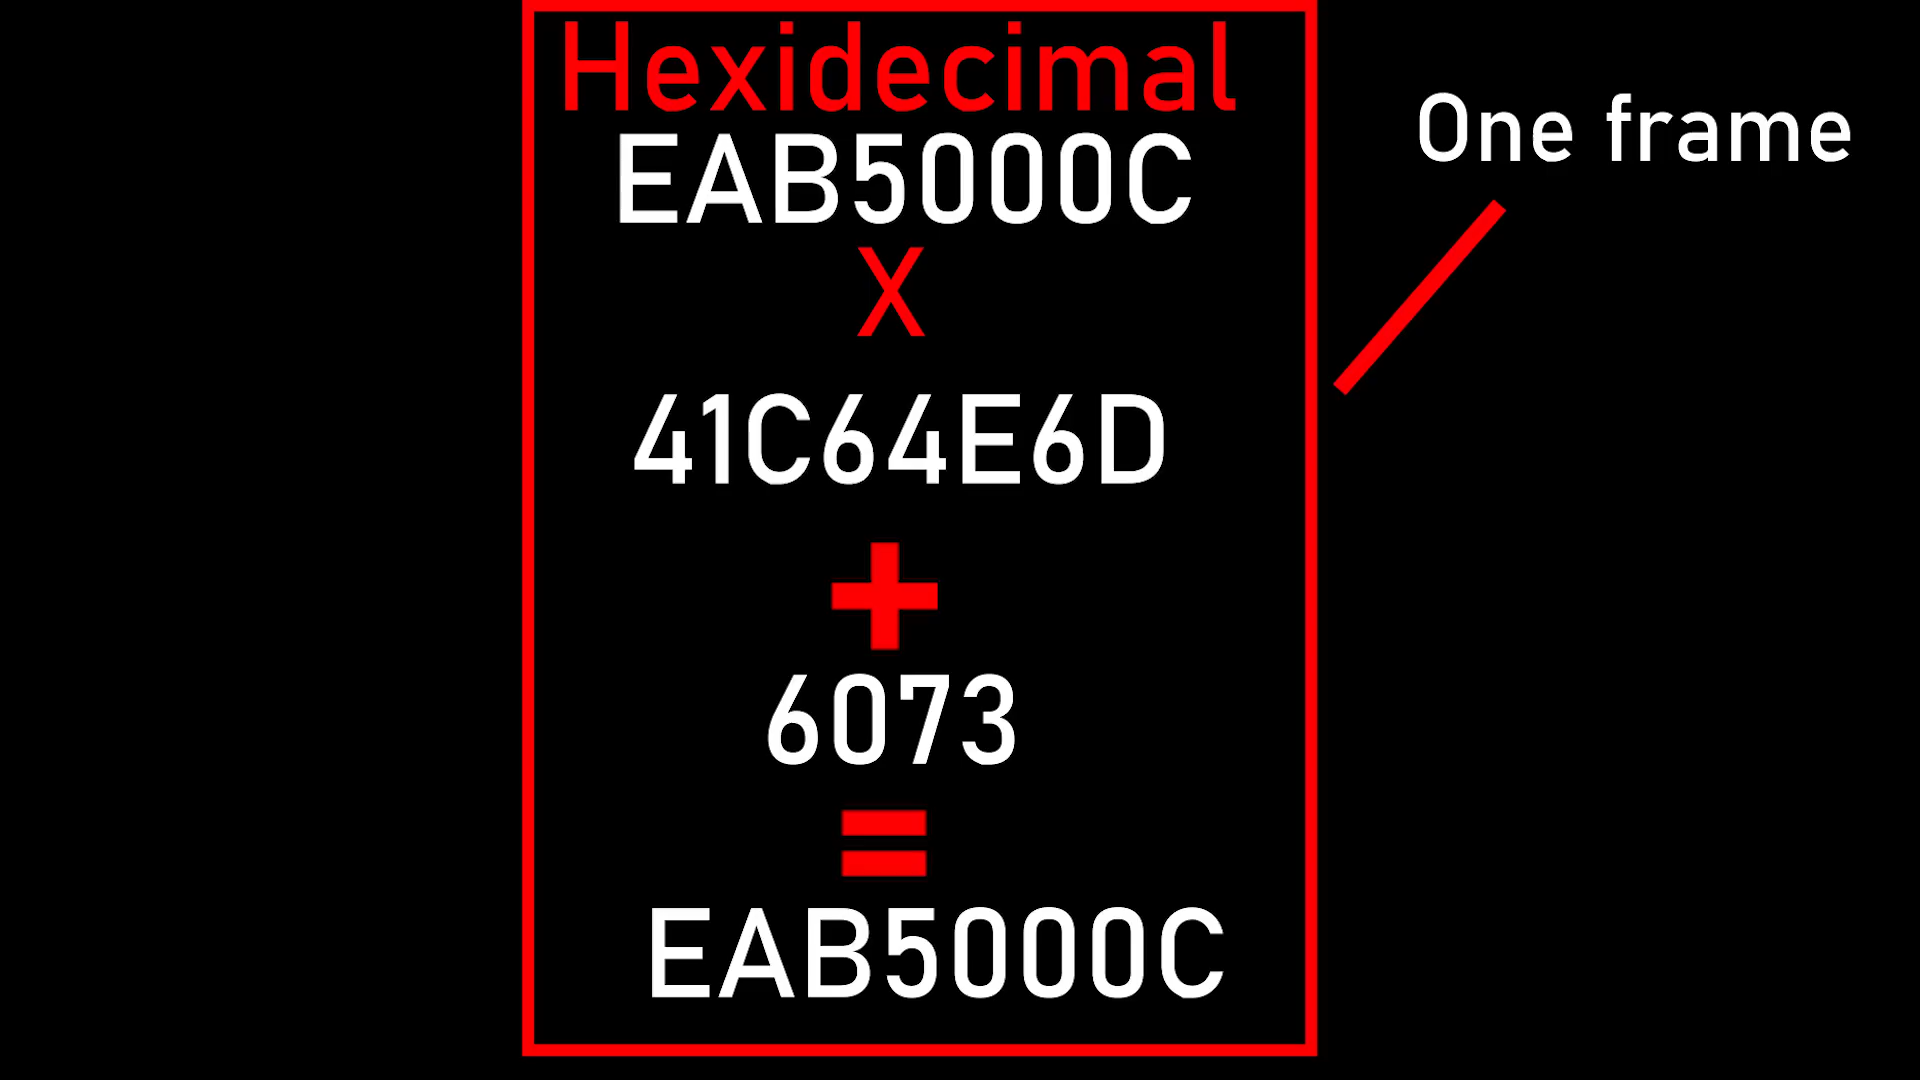 Hexidecimal
One frame
EAB5000C
X
41C64E6D
+
6073
=
EAB5000C